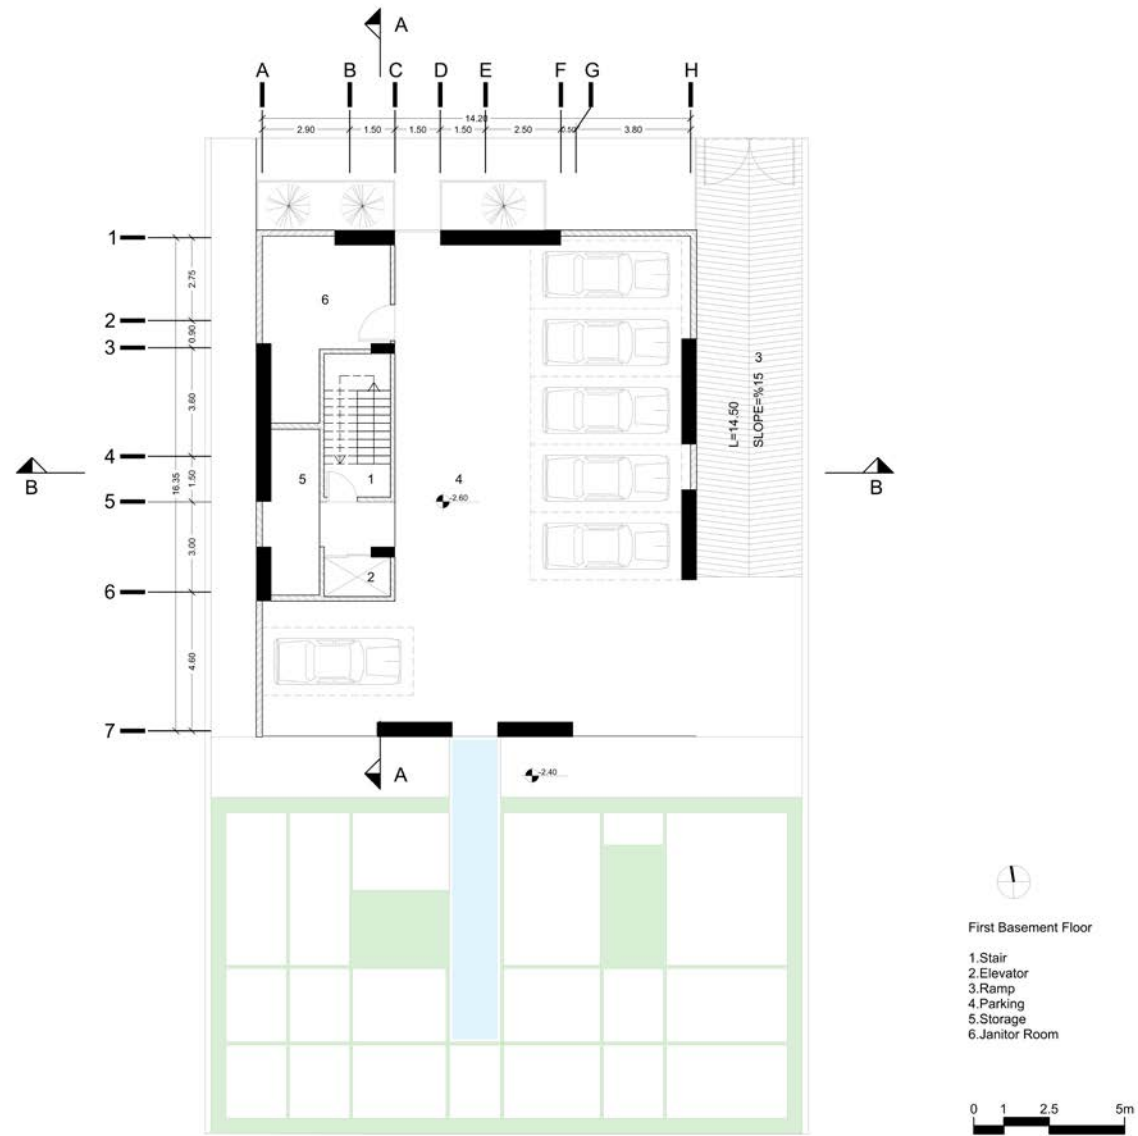 A
A B C D E F G H
14.20
2.90 1.50 1.50 1.50 2.50 0.50 3.80
1
2
3
4
5
6
7
2.75
0.90
3.60
1.50
3.00
4.60
16.35
6
5
1
2
4
-2.60
3
L=14.50
SLOPE=%15
B
B
A
-2.40
First Basement Floor
1.Stair
2.Elevator
3.Ramp
4.Parking
5.Storage
6.Janitor Room
0 1 2.5 5m